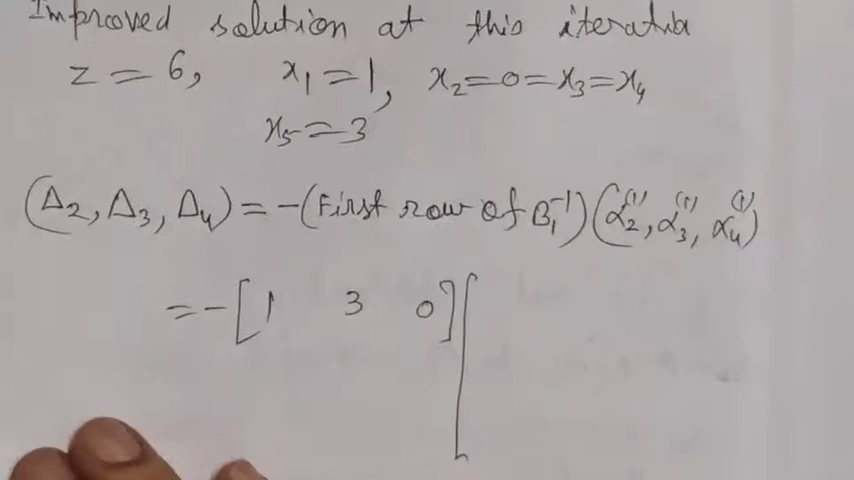 Improved solution at this iteration
z = 6, x₁ = 1, x₂ = 0 = x₃ = x₄
x₅ = 3
(Δ₂, Δ₃, Δ₄) = -(First row of B₁⁻¹)(α₂⁽¹⁾, α₃⁽¹⁾, α₄⁽¹⁾)
= -[1 3 0][